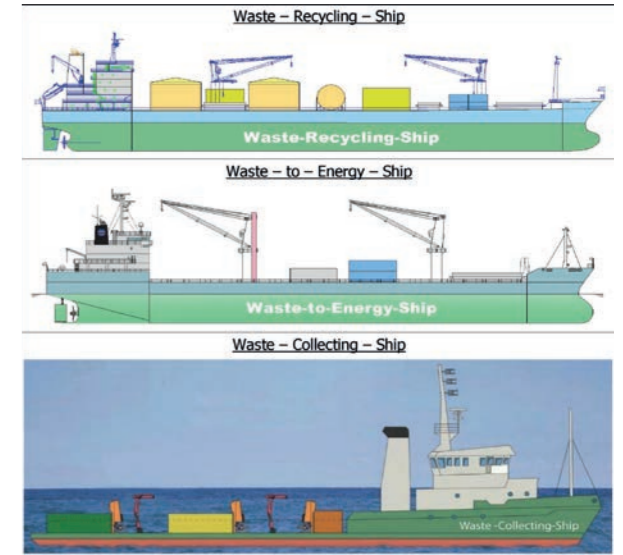 Waste – Recycling – Ship
Waste-Recycling-Ship
Waste – to – Energy – Ship
Waste-to-Energy-Ship
Waste – Collecting – Ship
Waste -Collecting-Ship